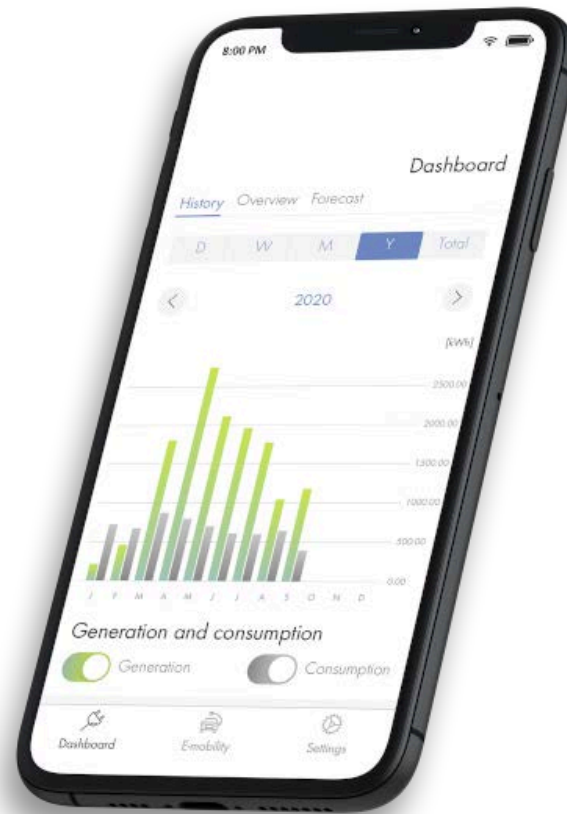 8:00 PM
Dashboard
History Overview Forecast
D W M Y Total
2020
[kWh]
2500.00
2000.00
1500.00
1000.00
500.00
0.00
J F M A M J J A S O N D
Generation and consumption
Generation Consumption
Dashboard E-mobility Settings